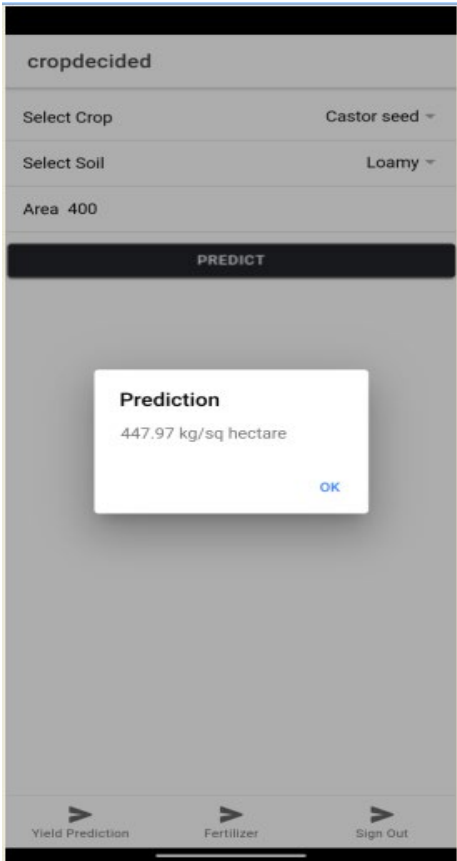 cropdecided
Select Crop Castor seed
Select Soil Loamy
Area 400
PREDICT
Prediction
447.97 kg/sq hectare
OK
Yield Prediction Fertilizer Sign Out